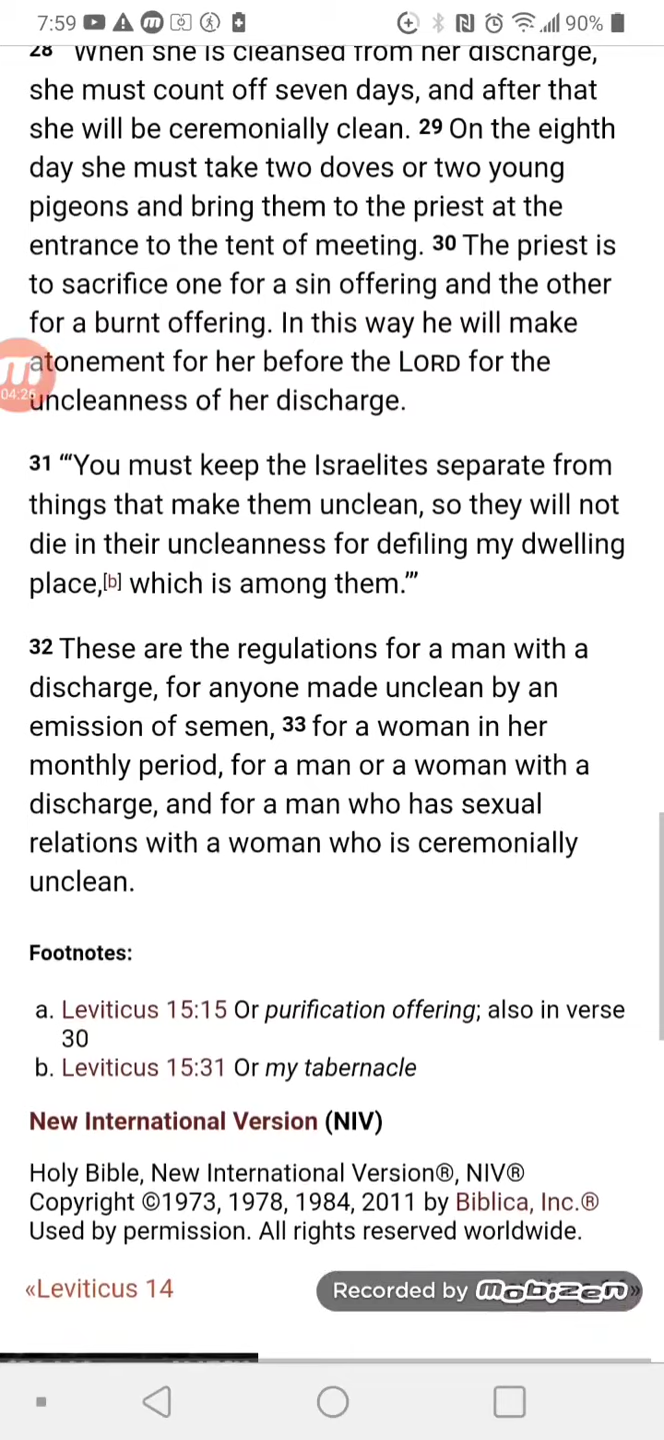 7:59
90%
28 When she is cleansed from her discharge,
she must count off seven days, and after that
she will be ceremonially clean. 29 On the eighth
day she must take two doves or two young
pigeons and bring them to the priest at the
entrance to the tent of meeting. 30 The priest is
to sacrifice one for a sin offering and the other
for a burnt offering. In this way he will make
atonement for her before the LORD for the
04:26
uncleanness of her discharge.
31 “‘You must keep the Israelites separate from
things that make them unclean, so they will not
die in their uncleanness for defiling my dwelling
place,[b] which is among them.’”
32 These are the regulations for a man with a
discharge, for anyone made unclean by an
emission of semen, 33 for a woman in her
monthly period, for a man or a woman with a
discharge, and for a man who has sexual
relations with a woman who is ceremonially
unclean.
Footnotes:
a. Leviticus 15:15 Or purification offering; also in verse
30
b. Leviticus 15:31 Or my tabernacle
New International Version (NIV)
Holy Bible, New International Version®, NIV®
Copyright ©1973, 1978, 1984, 2011 by Biblica, Inc.®
Used by permission. All rights reserved worldwide.
«Leviticus 14
Recorded by mobizen